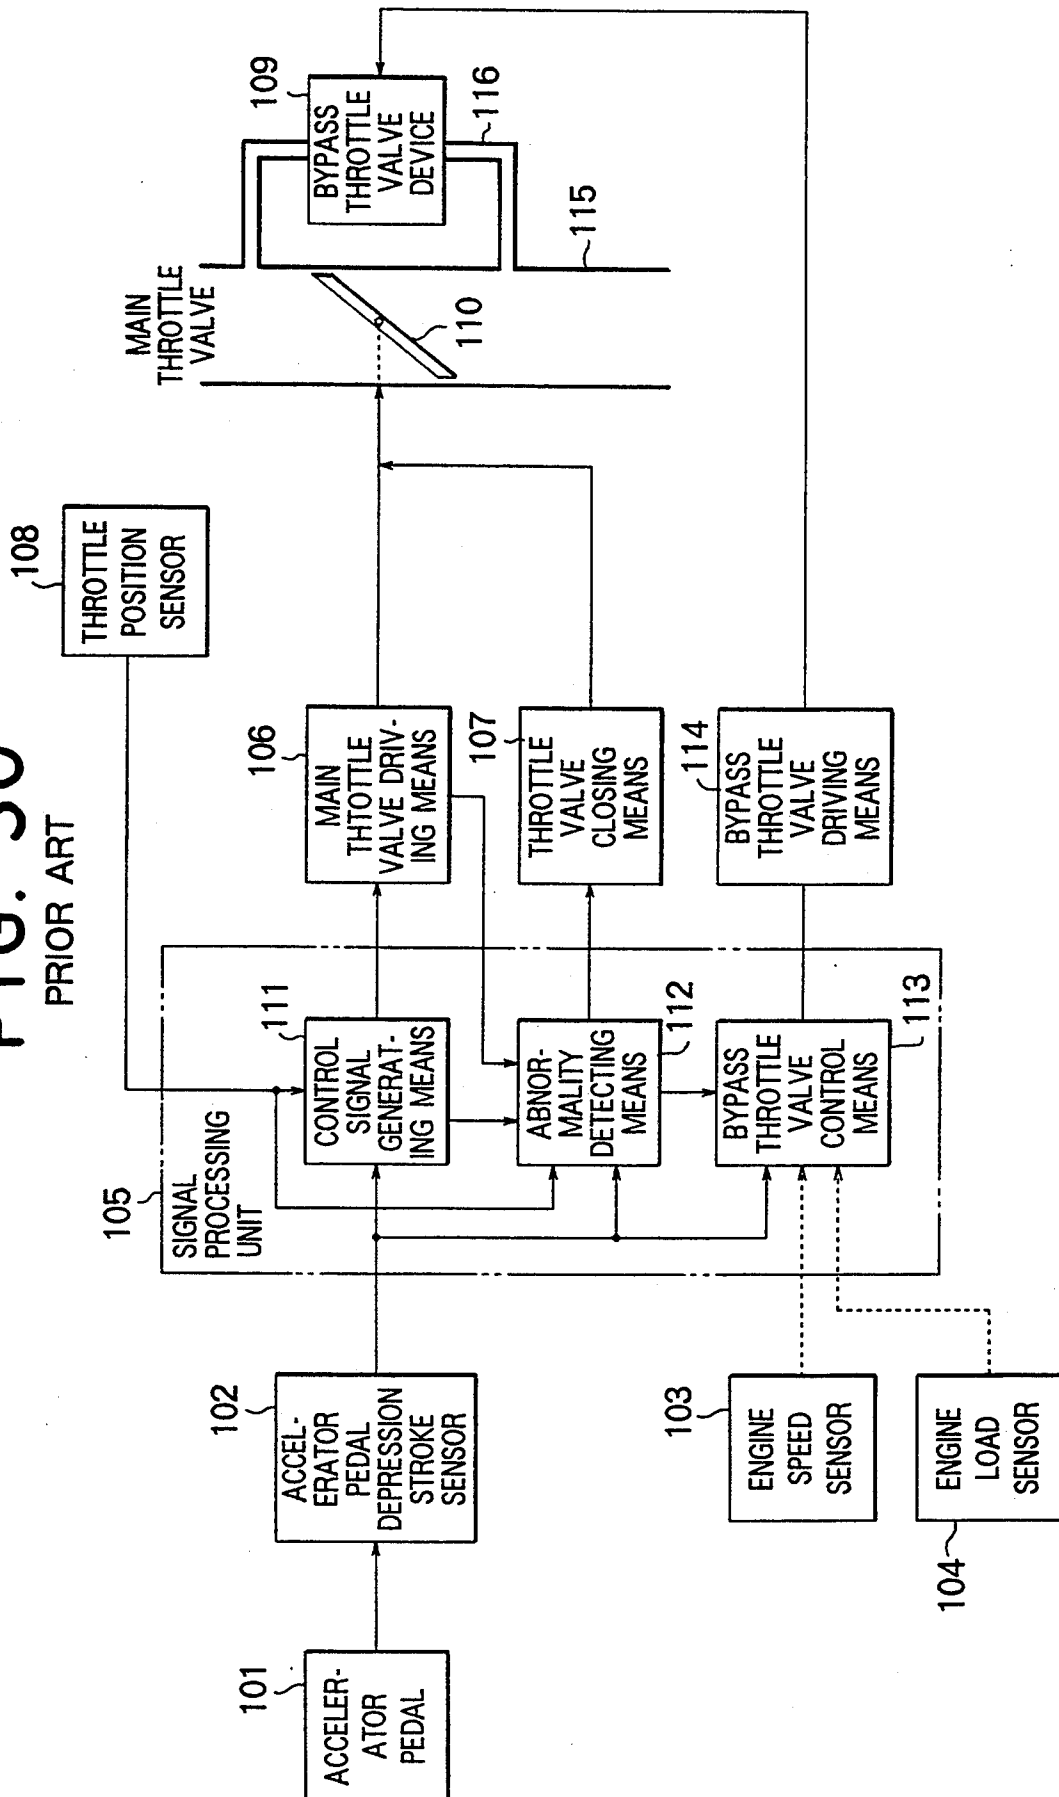 FIG. 30
PRIOR ART
108
THROTTLE
POSITION
SENSOR
MAIN
THROTTLE
VALVE
109
BYPASS
THROTTLE
VALVE
DEVICE
116
115
110
105
SIGNAL
PROCESSING
UNIT
101
ACCELER-
ATOR
PEDAL
102
ACCEL-
ERATOR
PEDAL
DEPRESSION
STROKE
SENSOR
111
CONTROL
SIGNAL
GENERAT-
ING MEANS
106
MAIN
THTOTTLE
VALVE DRIV-
ING MEANS
112
ABNOR-
MALITY
DETECTING
MEANS
107
THROTTLE
VALVE
CLOSING
MEANS
113
BYPASS
THROTTLE
VALVE
CONTROL
MEANS
114
BYPASS
THROTTLE
VALVE
DRIVING
MEANS
103
ENGINE
SPEED
SENSOR
104
ENGINE
LOAD
SENSOR